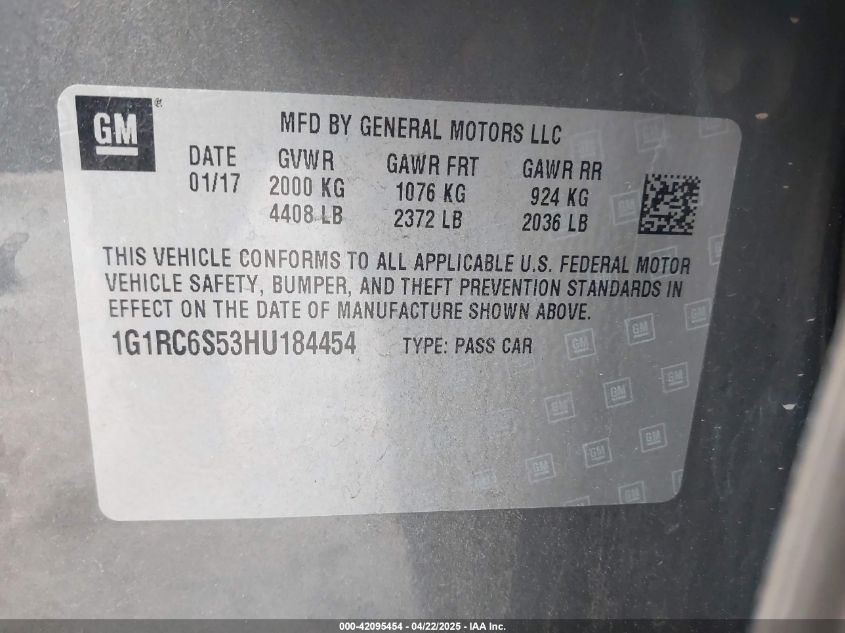 GM ®
MFD BY GENERAL MOTORS LLC
DATE GVWR GAWR FRT GAWR RR
01/17 2000 KG 1076 KG 924 KG
4408 LB 2372 LB 2036 LB
THIS VEHICLE CONFORMS TO ALL APPLICABLE U.S. FEDERAL MOTOR
VEHICLE SAFETY, BUMPER, AND THEFT PREVENTION STANDARDS IN
EFFECT ON THE DATE OF MANUFACTURE SHOWN ABOVE.
1G1RC6S53HU184454 TYPE: PASS CAR
000-42095454 - 04/22/2025 - IAA Inc.